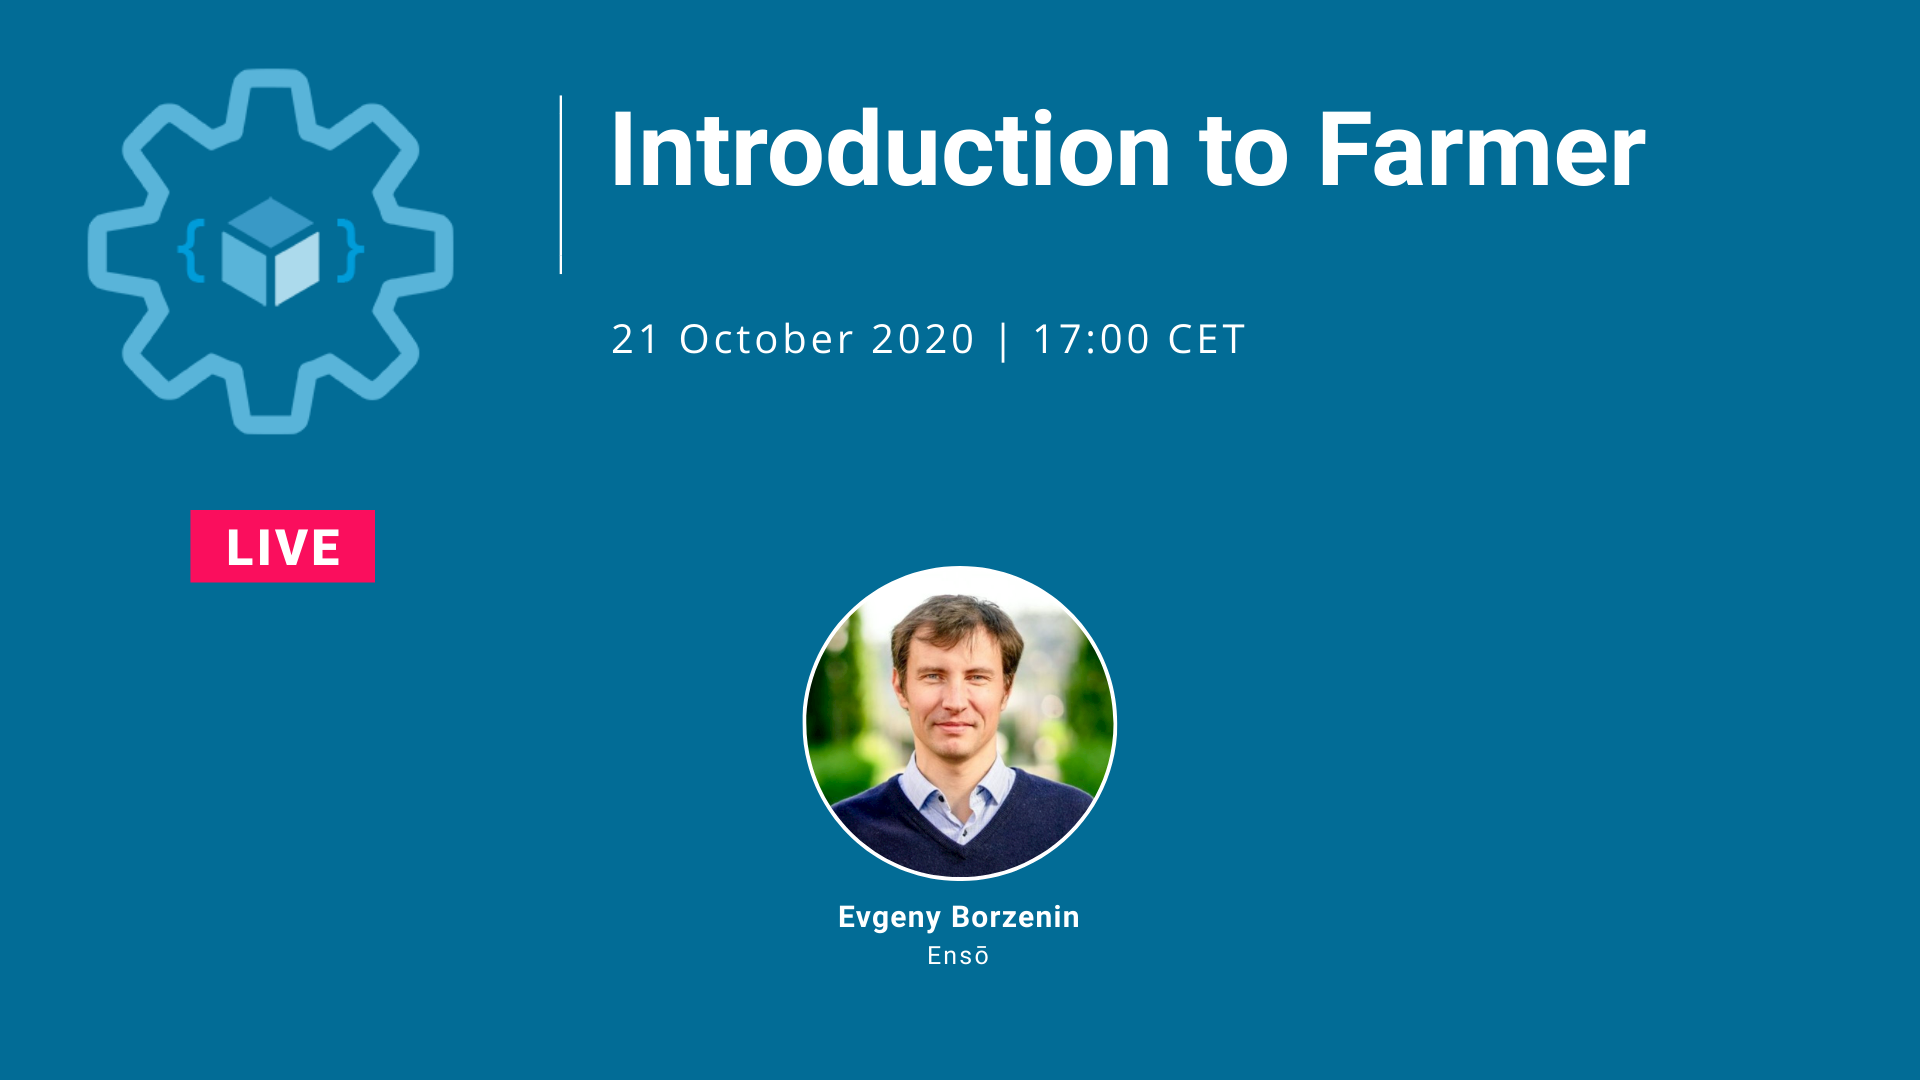 Introduction to Farmer
21 October 2020 | 17:00 CET
{ }
LIVE
Evgeny Borzenin
Ensō